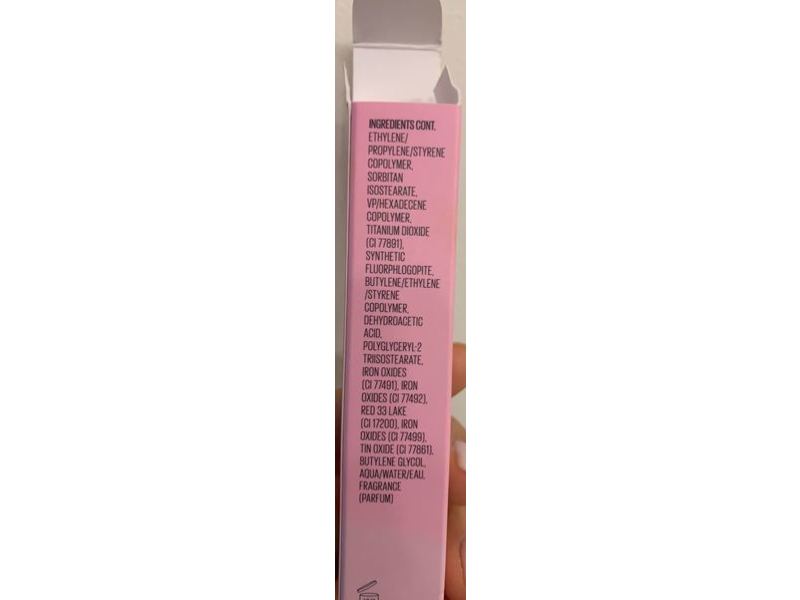 INGREDIENTS CONT.
ETHYLENE/
PROPYLENE/STYRENE
COPOLYMER,
SORBITAN
ISOSTEARATE,
VP/HEXADECENE
COPOLYMER,
TITANIUM DIOXIDE
(CI 77891),
SYNTHETIC
FLUORPHLOGOPITE,
BUTYLENE/ETHYLENE
/STYRENE
COPOLYMER,
DEHYDROACETIC
ACID,
POLYGLYCERYL-2
TRIISOSTEARATE,
IRON OXIDES
(CI 77491), IRON
OXIDES (CI 77492),
RED 33 LAKE
(CI 17200), IRON
OXIDES (CI 77499),
TIN OXIDE (CI 77861),
BUTYLENE GLYCOL,
AQUA/WATER/EAU,
FRAGRANCE
(PARFUM)